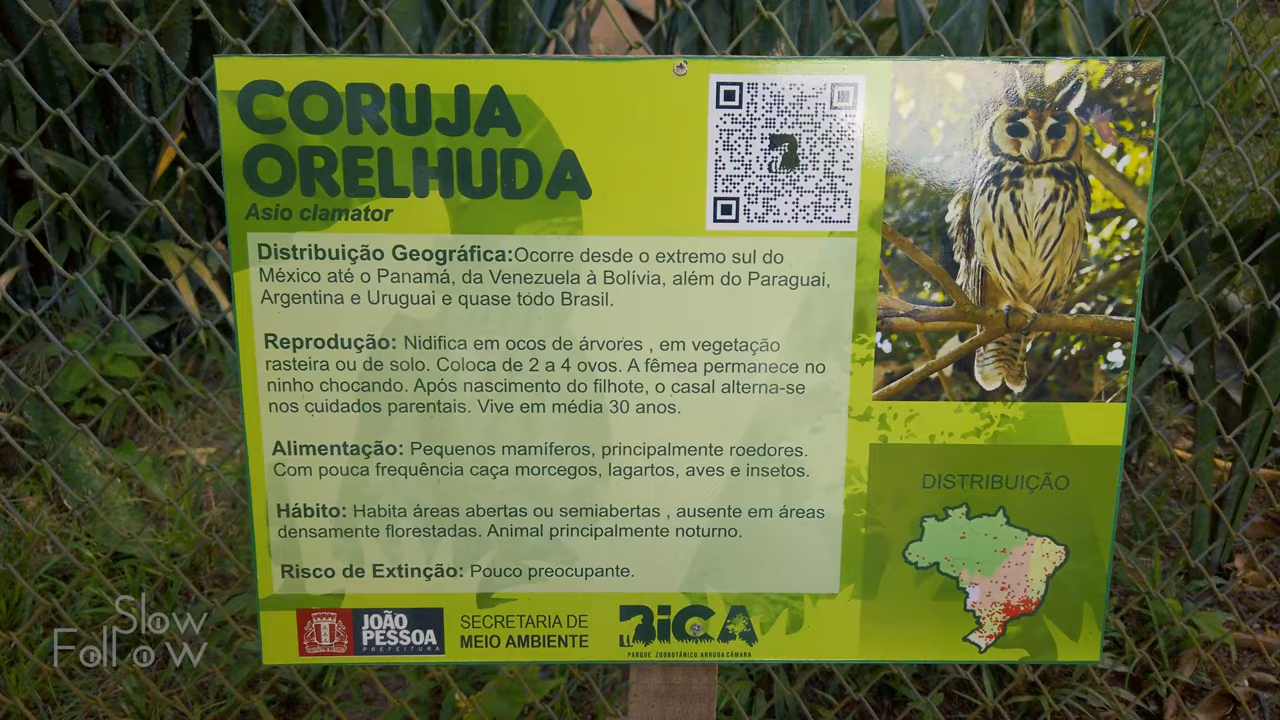 CORUJA
ORELHUDA
Asio clamator
Distribuição Geográfica:Ocorre desde o extremo sul do
México até o Panamá, da Venezuela à Bolívia, além do Paraguai,
Argentina e Uruguai e quase todo Brasil.
Reprodução: Nidifica em ocos de árvores , em vegetação
rasteira ou de solo. Coloca de 2 a 4 ovos. A fêmea permanece no
ninho chocando. Após nascimento do filhote, o casal alterna-se
nos cuidados parentais. Vive em média 30 anos.
Alimentação: Pequenos mamíferos, principalmente roedores.
Com pouca frequência caça morcegos, lagartos, aves e insetos.
Hábito: Habita áreas abertas ou semiabertas , ausente em áreas
densamente florestadas. Animal principalmente noturno.
Risco de Extinção: Pouco preocupante.
DISTRIBUIÇÃO
JOÃO
PESSOA
PREFEITURA
SECRETARIA DE
MEIO AMBIENTE
BiCA
PARQUE ZOOBOTÂNICO ARRUDA CÂMARA
Slow
Follow